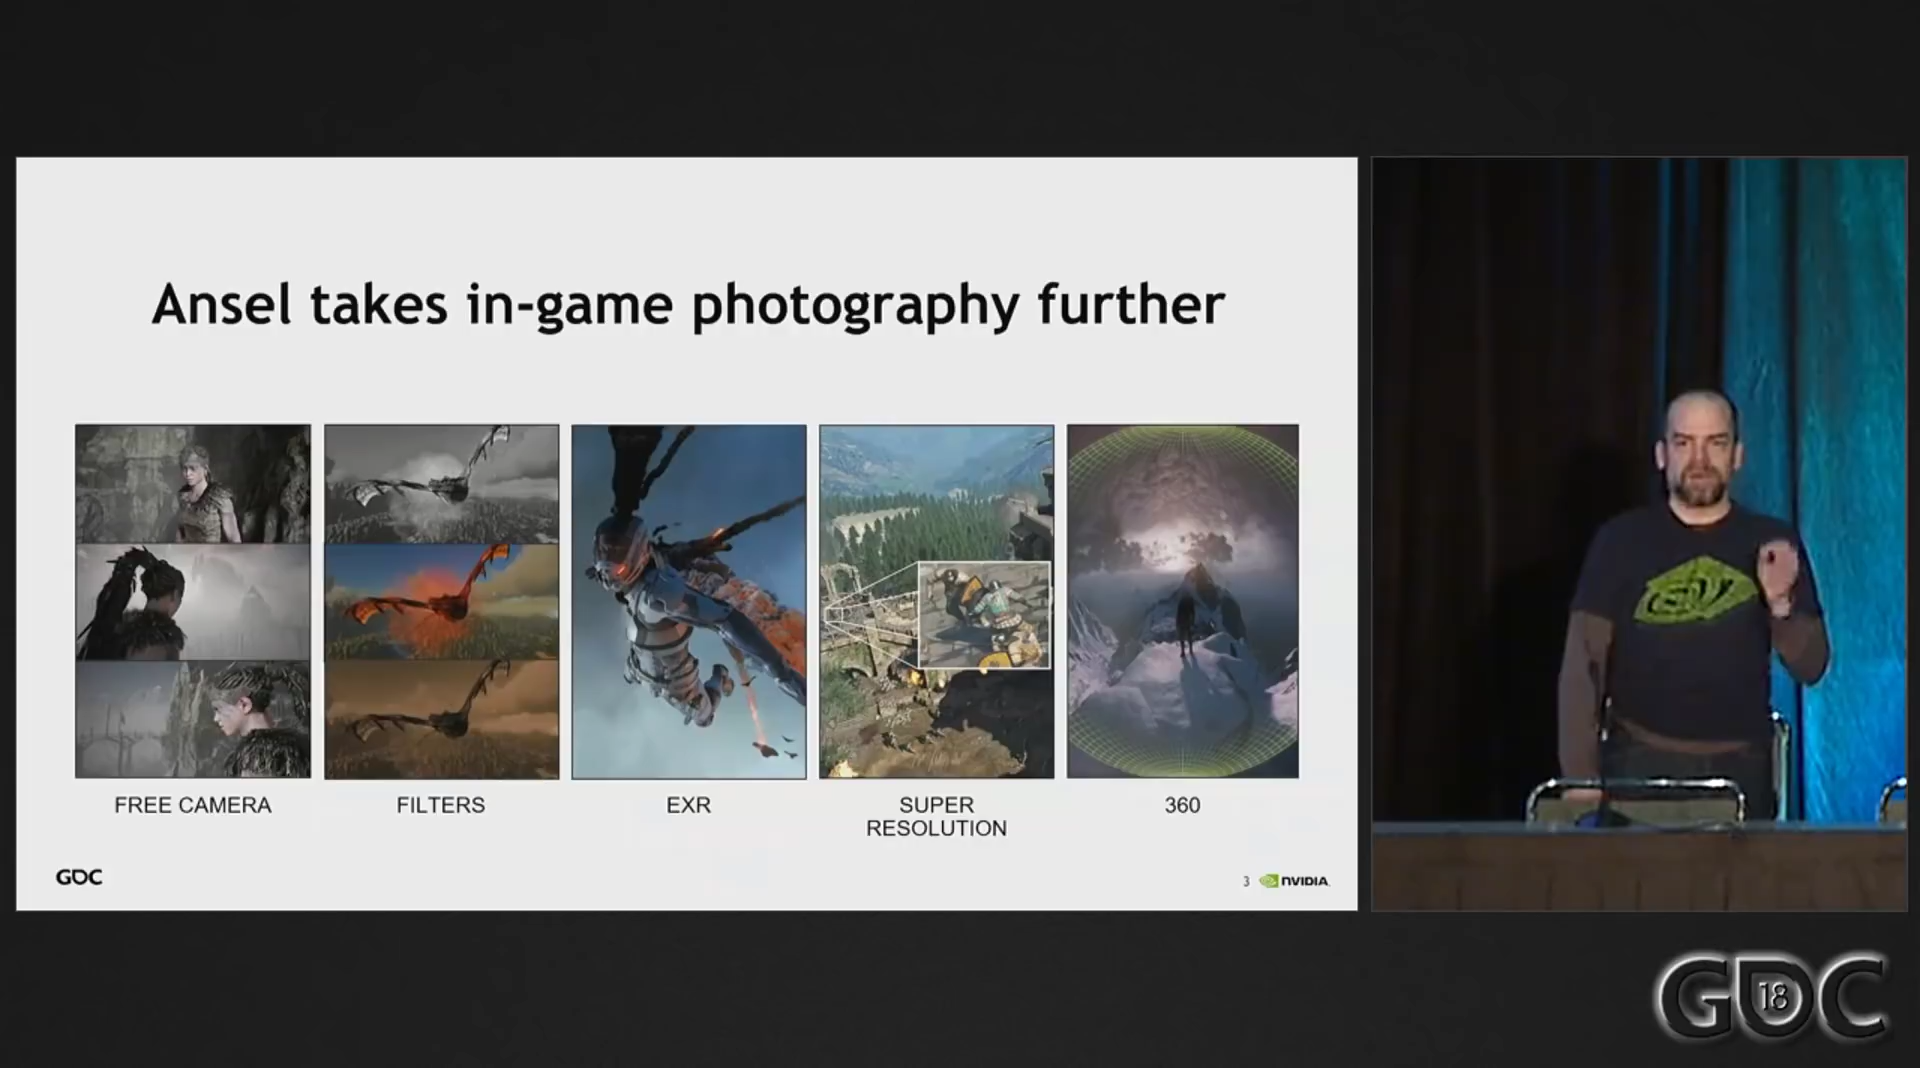 Ansel takes in-game photography further
FREE CAMERA
FILTERS
EXR
SUPER
RESOLUTION
360
GDC
3
NVIDIA
GDC
18